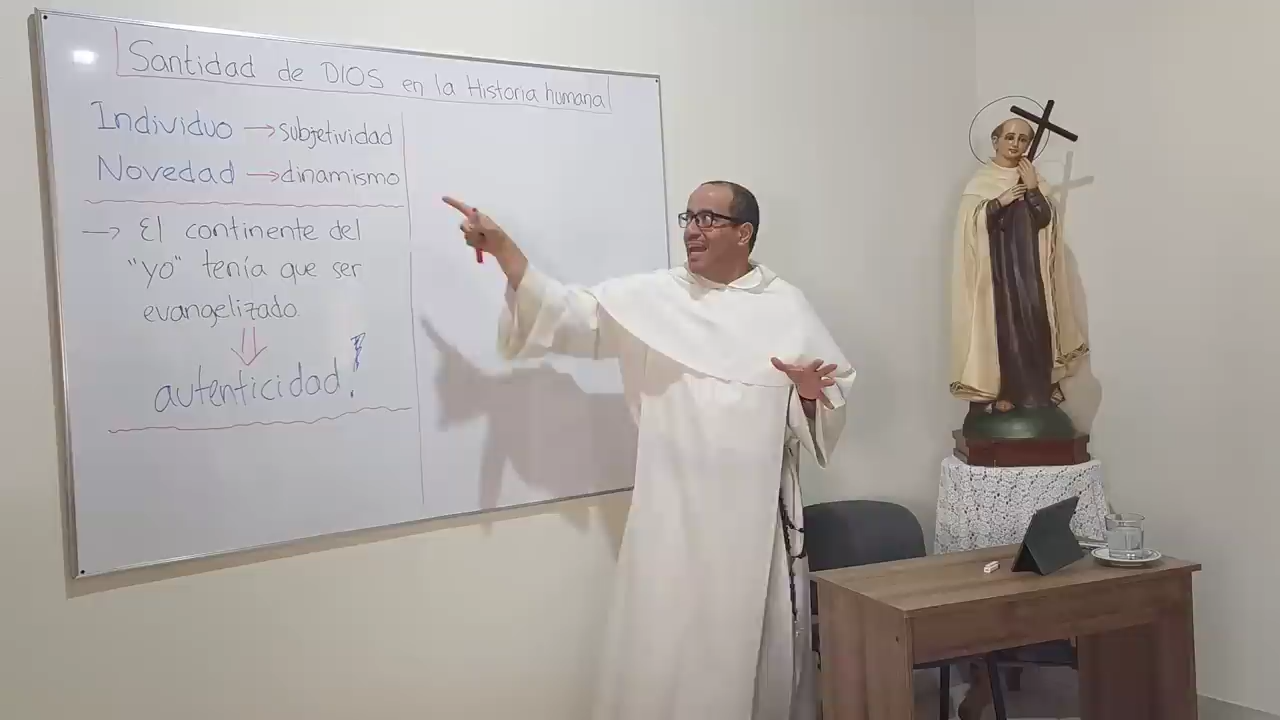 Santidad de DIOS en la Historia humana
Individuo → subjetividad
Novedad → dinamismo
→ El continente del
"yo" tenía que ser
evangelizado
autenticidad!